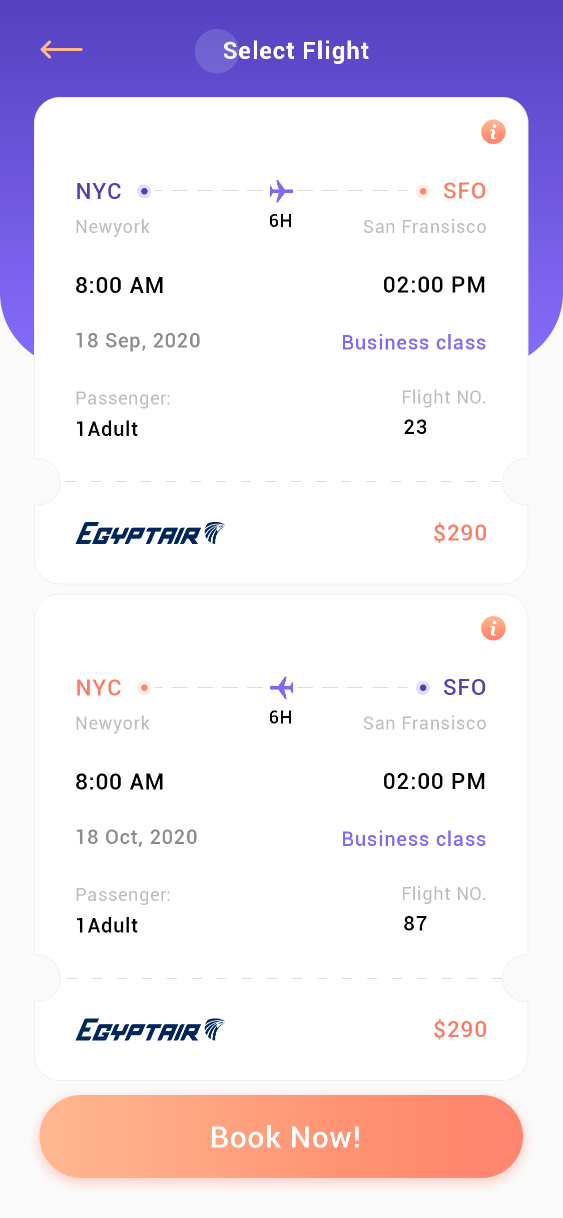 Select Flight
i
NYC SFO
Newyork 6H San Fransisco
8:00 AM 02:00 PM
18 Sep, 2020 Business class
Passenger: Flight NO.
1Adult 23
EGYPTAIR $290
i
NYC SFO
Newyork 6H San Fransisco
8:00 AM 02:00 PM
18 Oct, 2020 Business class
Passenger: Flight NO.
1Adult 87
EGYPTAIR $290
Book Now!